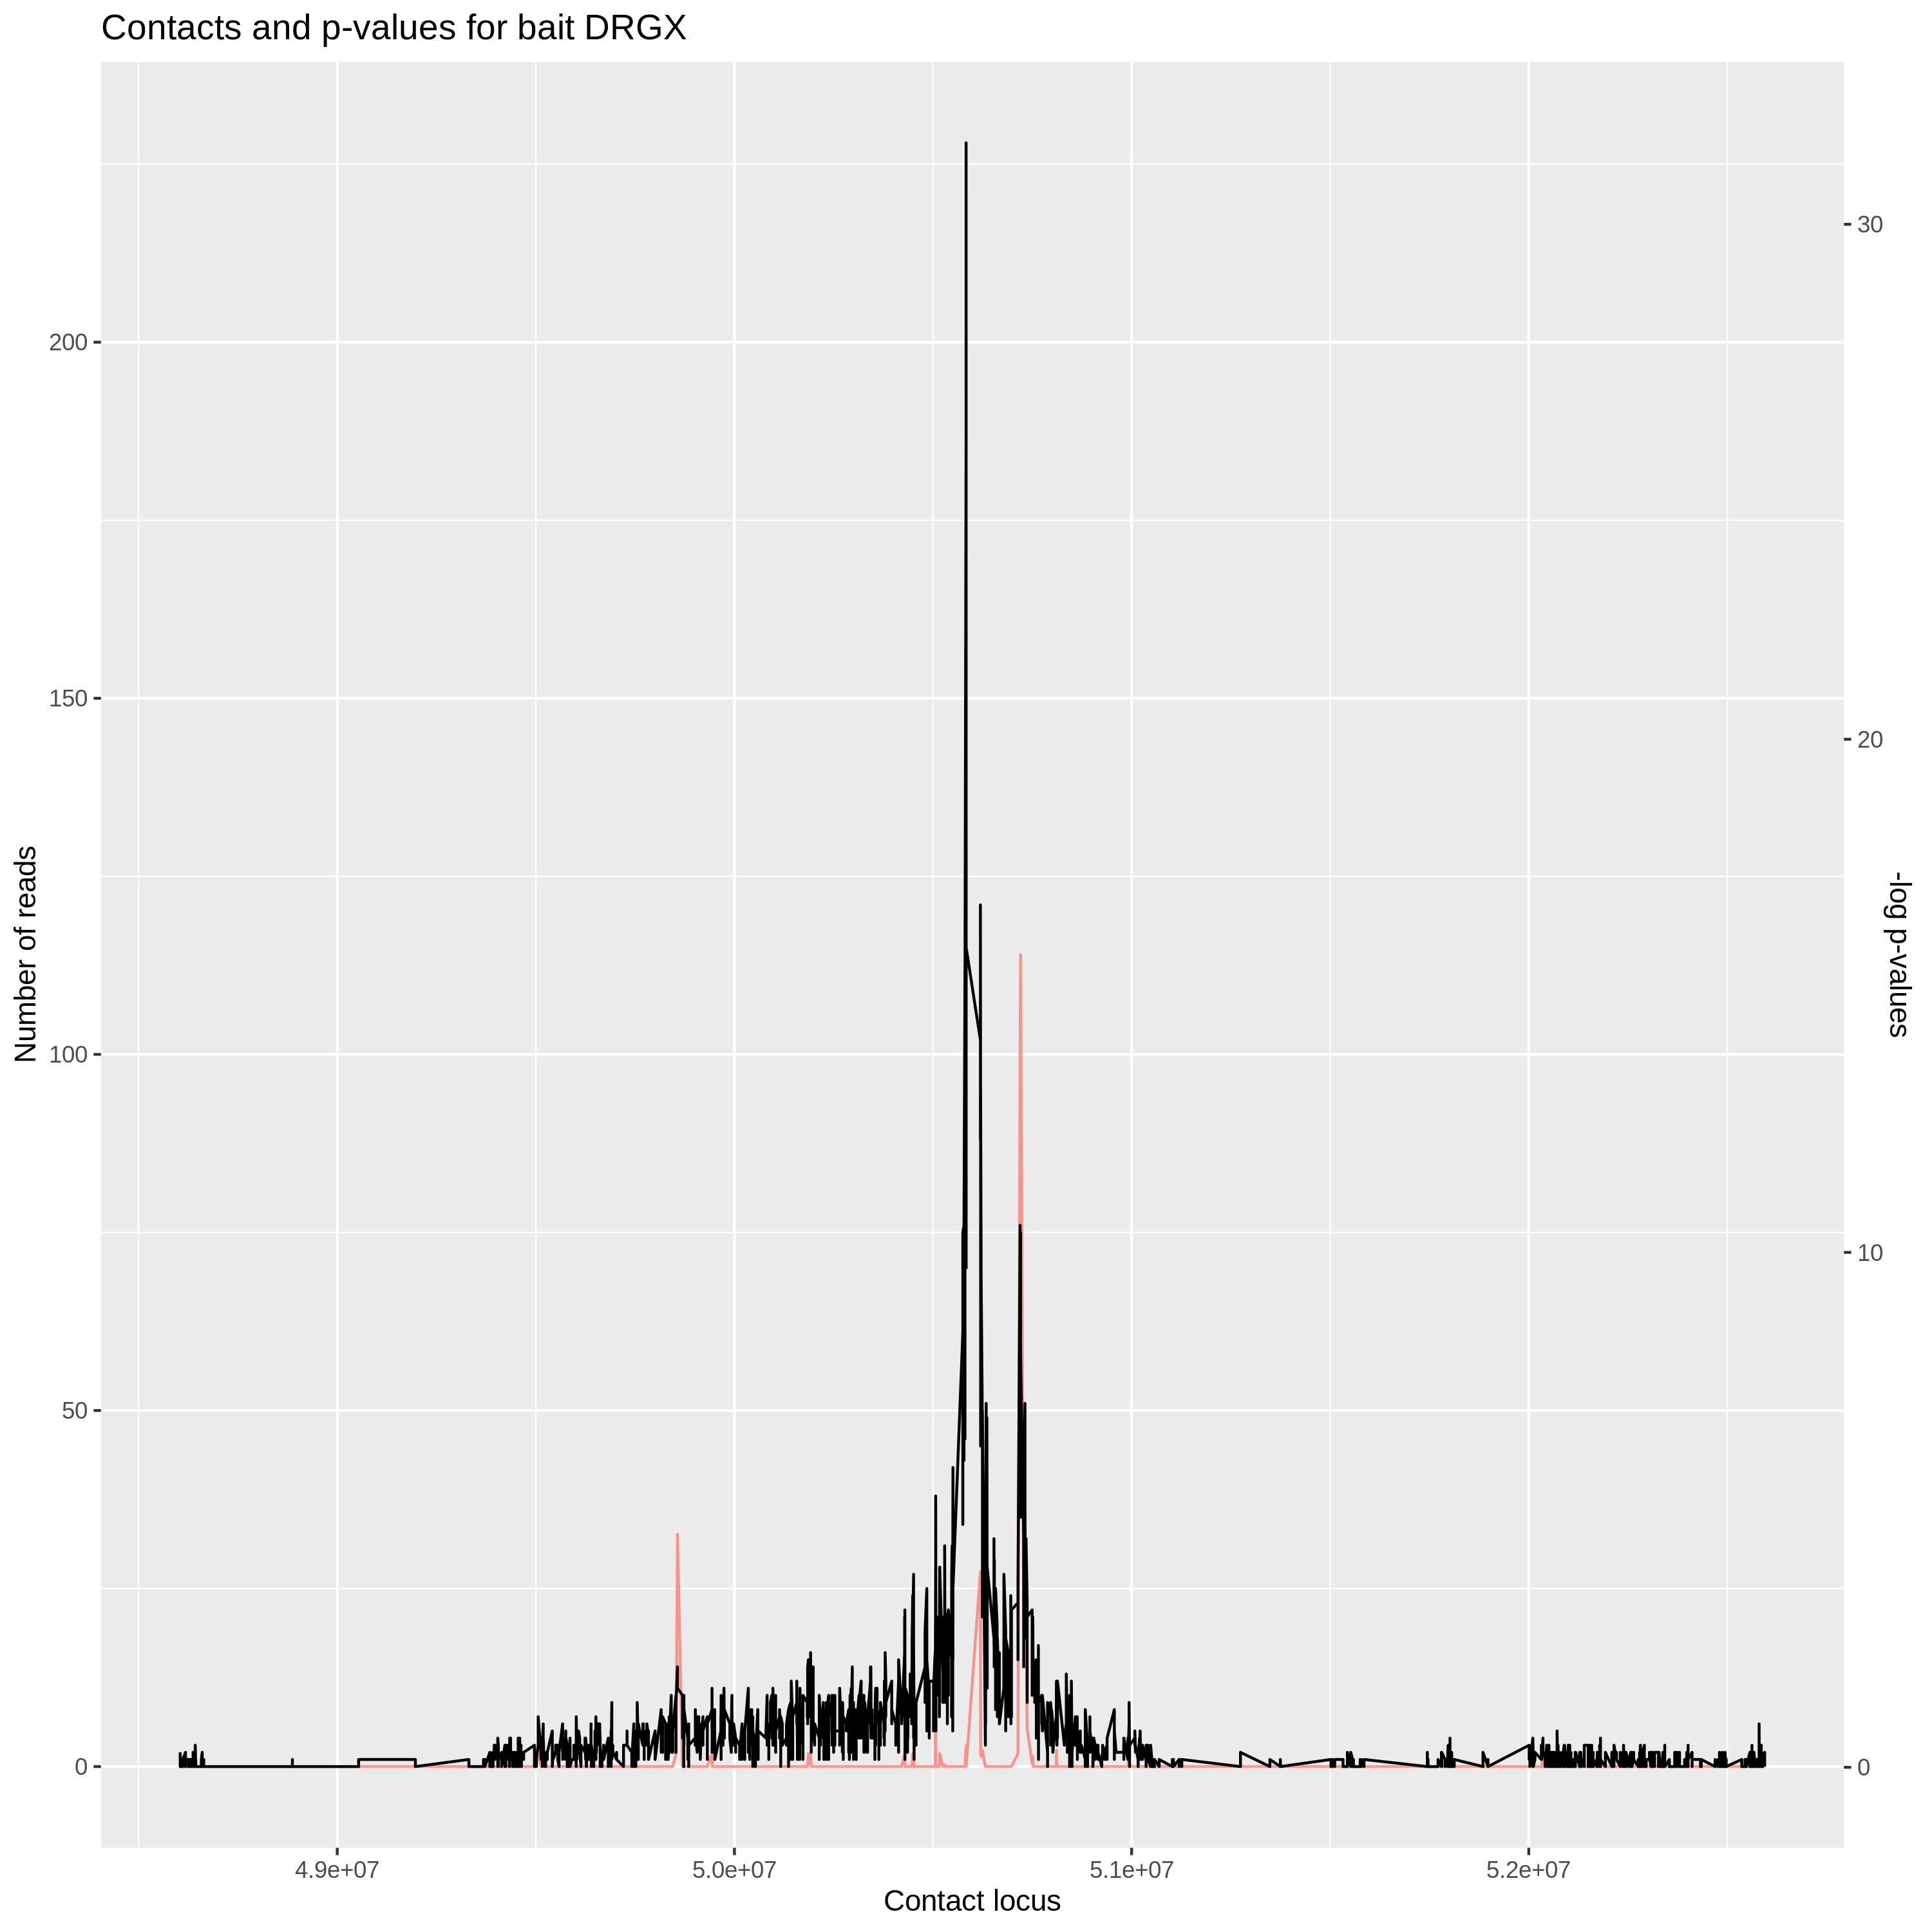 Contacts and p-values for bait DRGX
Number of reads
200
150
100
50
0
30
20
10
0
-log p-values
4.9e+07
5.0e+07
5.1e+07
5.2e+07
Contact locus